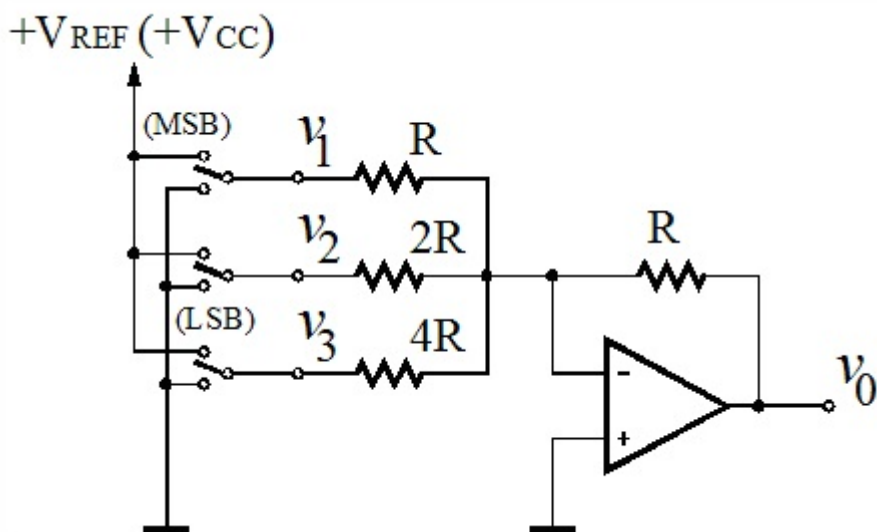 +VREF (+VCC)
(MSB)
v1
R
v2
2R
R
(LSB)
v3
4R
-
+
v0